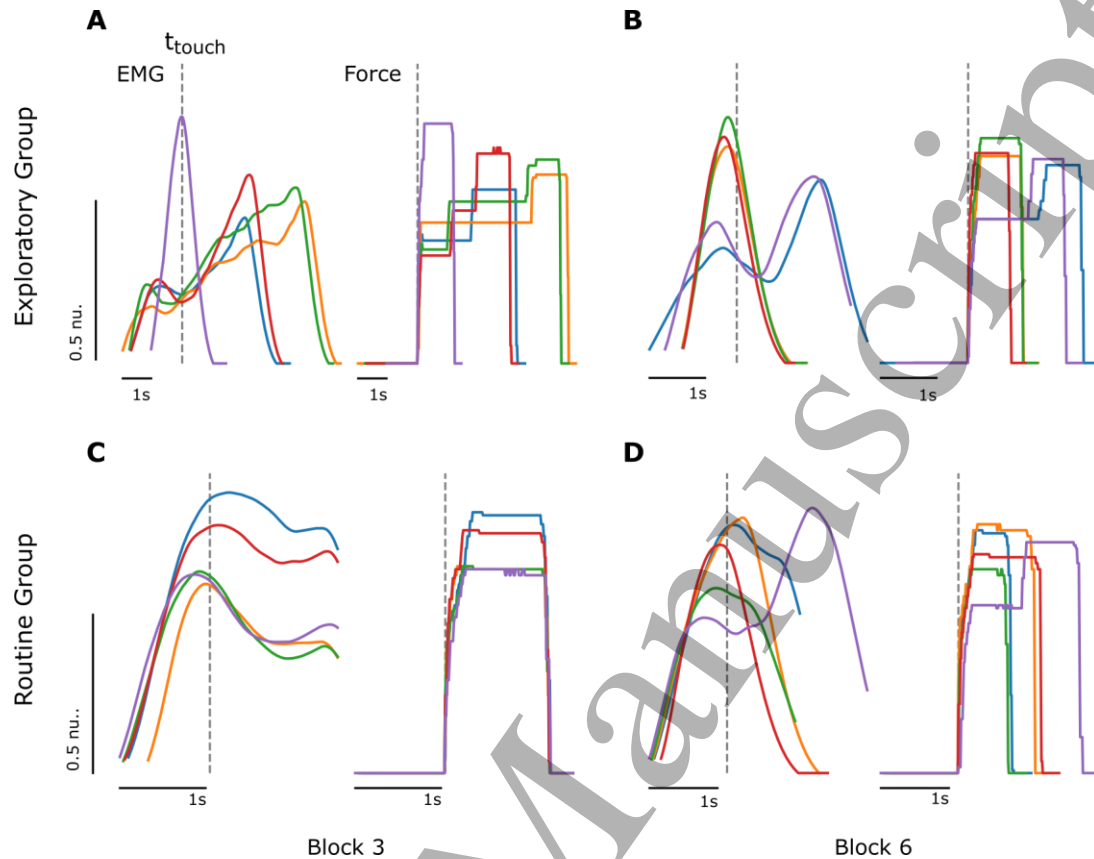 A
B
t_touch
EMG
Force
Exploratory Group
0.5 nu.
1s
1s
1s
1s
C
D
Routine Group
0.5 nu..
1s
1s
1s
1s
Block 3
Block 6
Manuscript